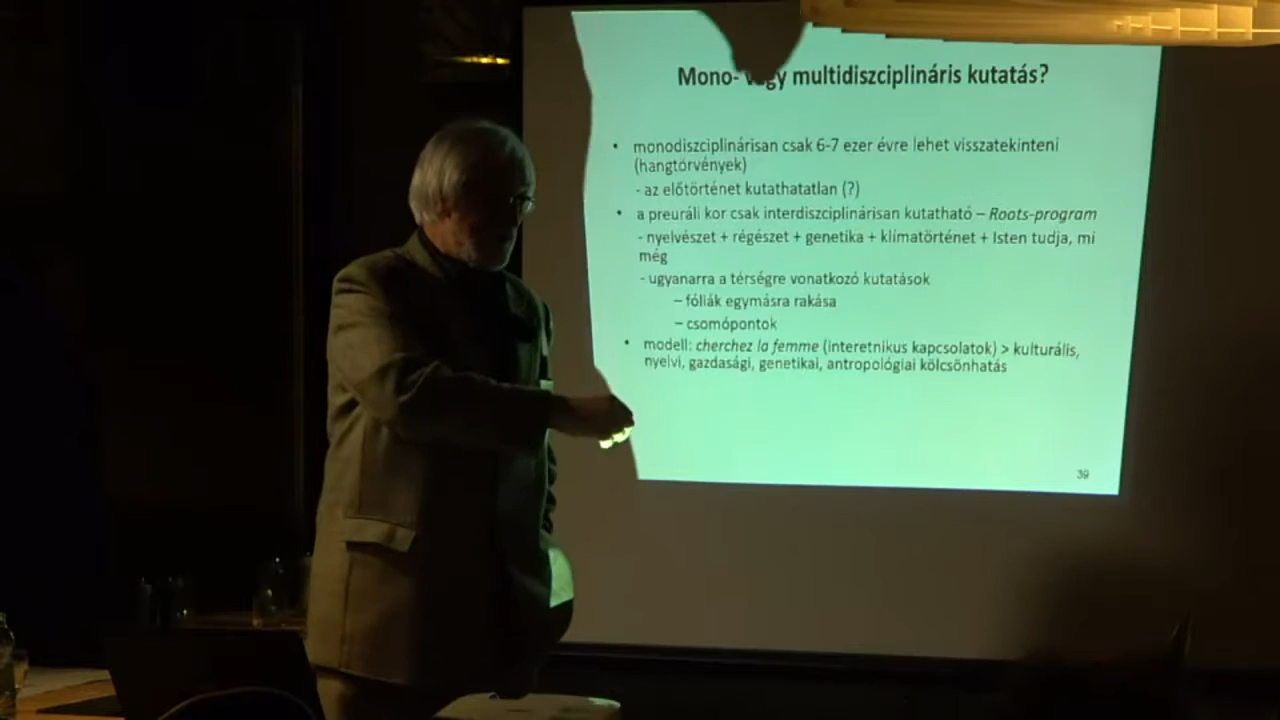 Mono- vagy multidiszciplináris kutatás?
• monodiszciplinárisan csak 6-7 ezer évre lehet visszatekinteni
(hangtörvények)
- az előtörténet kutathatatlan (?)
• a preuráli kor csak interdiszciplinárisan kutatható – Roots-program
- nyelvészet + régészet + genetika + klímatörténet + Isten tudja, mi
még
- ugyanarra a térségre vonatkozó kutatások
– fóliák egymásra rakása
– csomópontok
• modell: cherchez la femme (interetnikus kapcsolatok) > kulturális,
nyelvi, gazdasági, genetikai, antropológiai kölcsönhatás
39